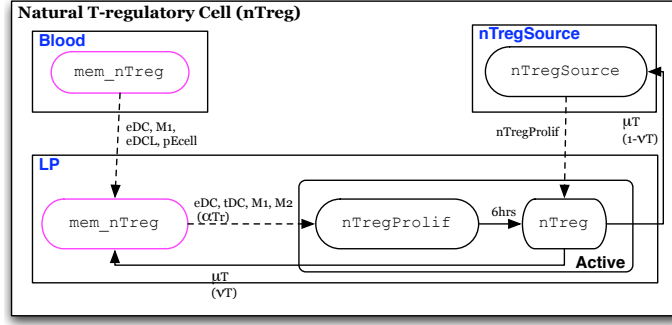 Natural T-regulatory Cell (nTreg)
Blood
mem_nTreg
nTregSource
nTregSource
eDC, M1,
eDCL, pEcell
nTregProlif
μT
(1-νT)
LP
mem_nTreg
eDC, tDC, M1, M2
(αTr)
nTregProlif
6hrs
nTreg
Active
μT
(νT)